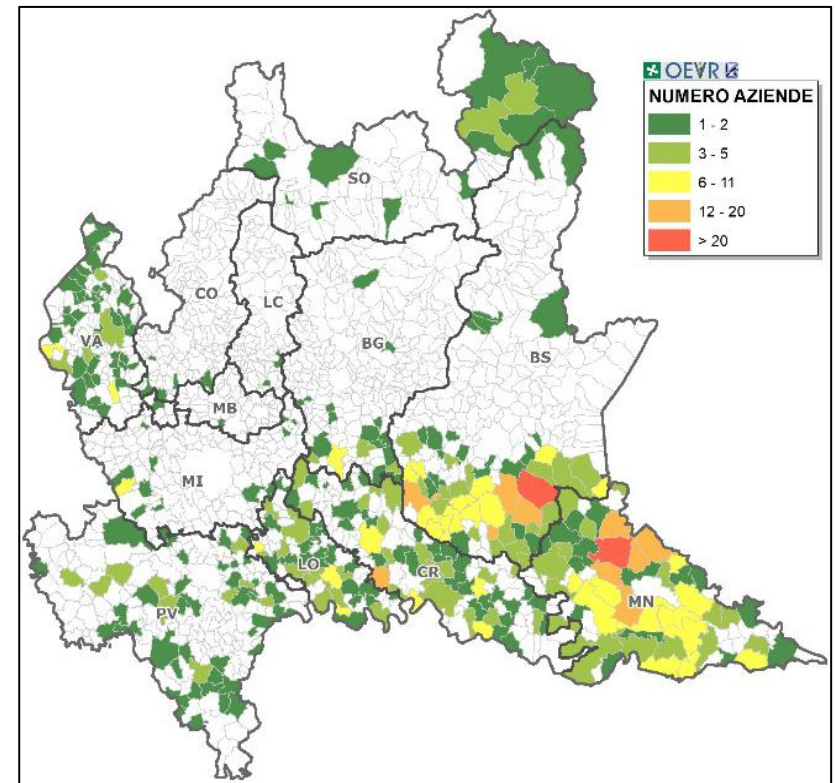 OEVR
NUMERO AZIENDE
1 - 2
3 - 5
6 - 11
12 - 20
> 20
SO
CO
LC
VA
BG
BS
MB
MI
LO
CR
PV
MN